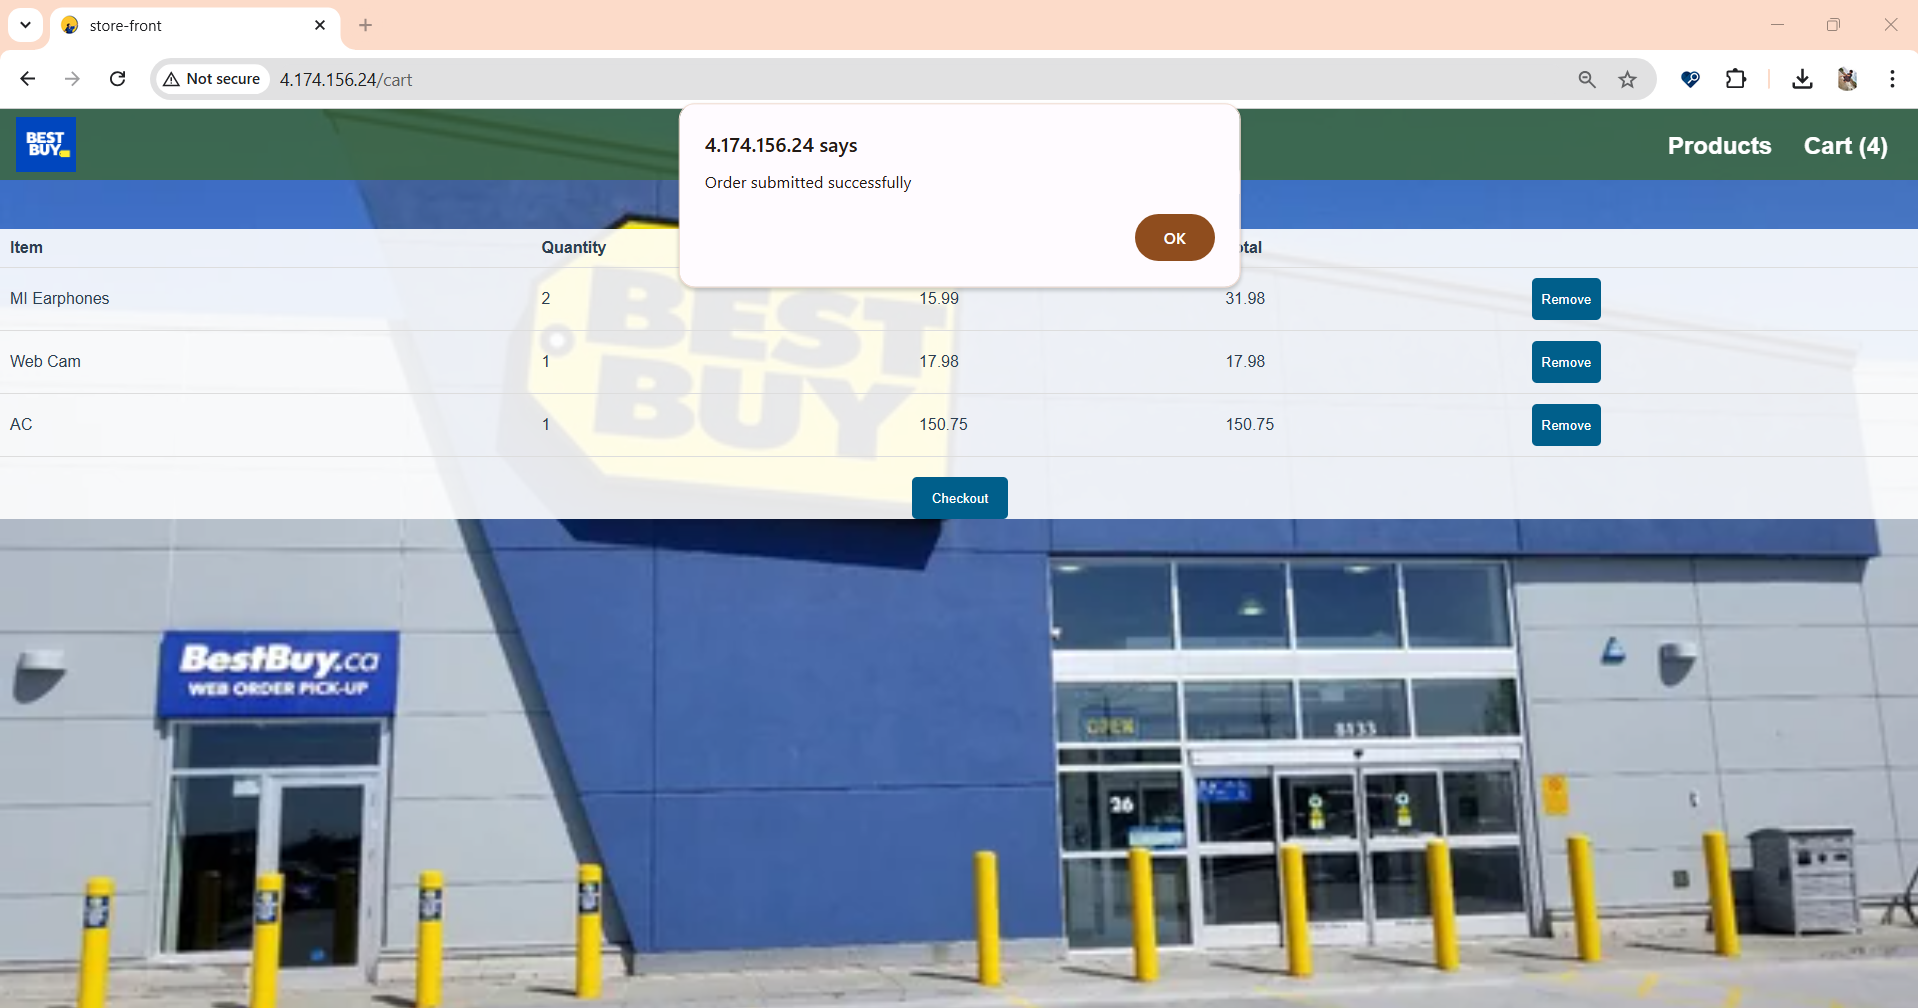 store-front
Not secure
4.174.156.24/cart
BEST
BUY
Products
Cart (4)
4.174.156.24 says
Order submitted successfully
OK
Item
Quantity
MI Earphones
2
15.99
31.98
Remove
Web Cam
1
17.98
17.98
Remove
AC
1
150.75
150.75
Remove
BEST
BUY
Checkout
BestBuy.ca
WEB ORDER PICK-UP
OPEN
8133
26